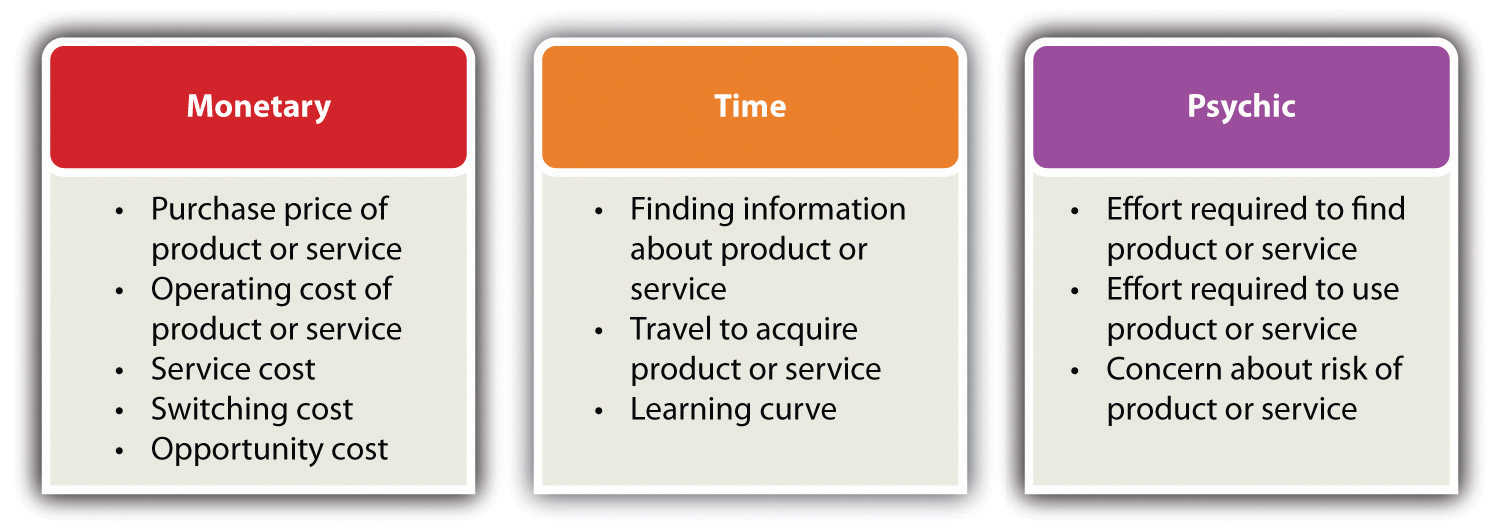 Monetary
• Purchase price of
product or service
• Operating cost of
product or service
• Service cost
• Switching cost
• Opportunity cost
Time
• Finding information
about product or
service
• Travel to acquire
product or service
• Learning curve
Psychic
• Effort required to find
product or service
• Effort required to use
product or service
• Concern about risk of
product or service